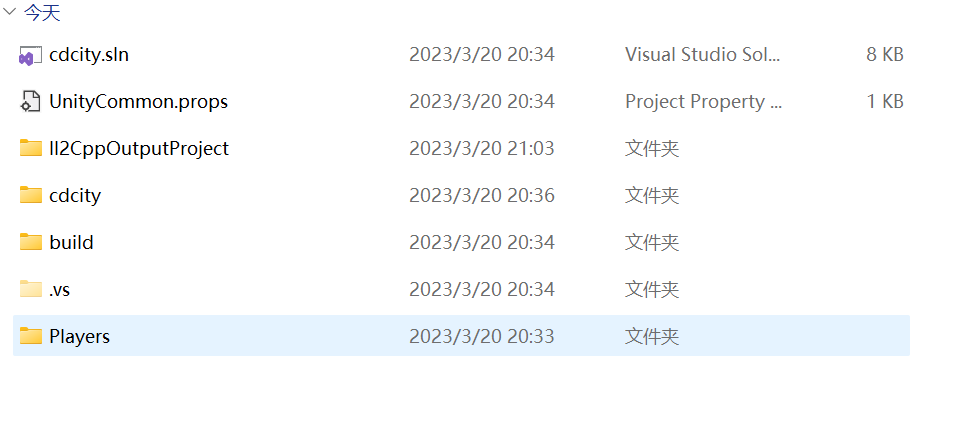 今天
cdcity.sln 2023/3/20 20:34 Visual Studio Sol... 8 KB
UnityCommon.props 2023/3/20 20:34 Project Property ... 1 KB
Il2CppOutputProject 2023/3/20 21:03 文件夹
cdcity 2023/3/20 20:36 文件夹
build 2023/3/20 20:34 文件夹
.vs 2023/3/20 20:34 文件夹
Players 2023/3/20 20:33 文件夹